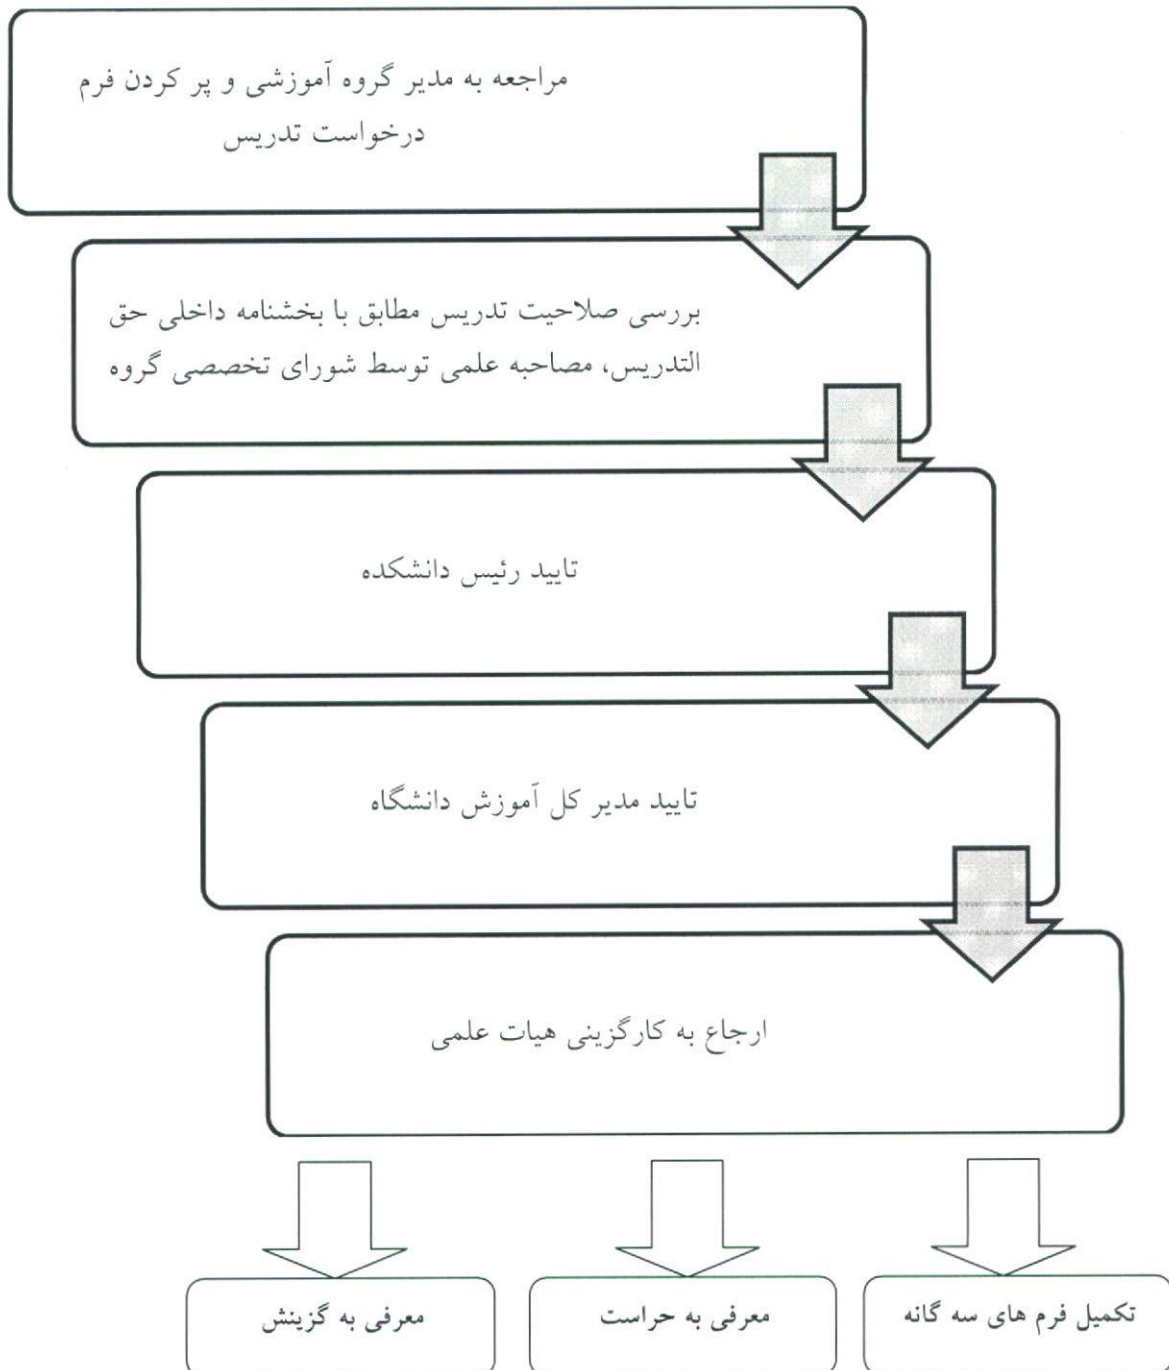 مراجعه به مدیر گروه آموزشی و پر کردن فرم
درخواست تدریس
بررسی صلاحیت تدریس مطابق با بخشنامه داخلی حق
التدریس، مصاحبه علمی توسط شورای تخصصی گروه
تایید رئیس دانشکده
تایید مدیر کل آموزش دانشگاه
ارجاع به کارگزینی هیات علمی
تکمیل فرم های سه گانه
معرفی به حراست
معرفی به گزینش